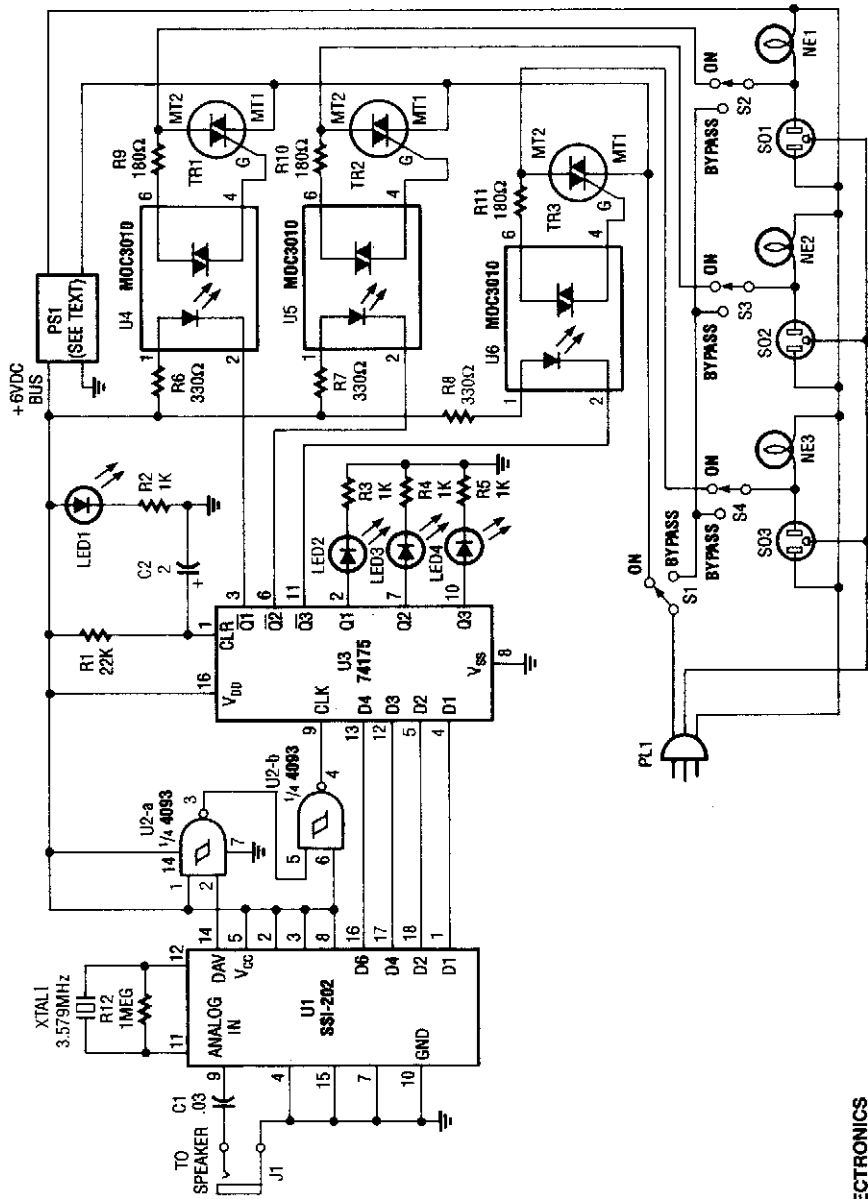 +6VDC
BUS
PS1
(SEE TEXT)
R9
180Ω
MT2
MT1
G
TR1
6
4
U4
MOC3010
1
2
R6
330Ω
R10
180Ω
MT2
MT1
G
TR2
6
4
U5
MOC3010
1
2
R7
330Ω
R11
180Ω
MT2
MT1
G
TR3
6
4
U6
MOC3010
1
2
R8
330Ω
LED1
R2
1K
C2
2
+
R1
22K
LED2
LED3
LED4
R3
1K
R4
1K
R5
1K
16
1
3
6
11
VDD
CLR
Q̅1
Q̅2
Q̅3
U3
74175
CLK
D4
D3
D2
D1
Q1
Q2
Q3
VSS
2
7
10
8
9
13
12
5
4
U2-a
1/4 4093
14
1
2
3
7
U2-b
1/4 4093
5
6
4
XTAL1
3.579MHz
R12
1MEG
11
12
ANALOG
IN
DAV
VCC
U1
SSI-202
D6
D4
D2
D1
GND
14
5
2
3
8
16
17
18
1
9
4
15
7
10
C1
.03
TO
SPEAKER
J1
PL1
S1
ON
BYPASS
S2
ON
BYPASS
S3
ON
BYPASS
S4
ON
BYPASS
SO1
NE1
SO2
NE2
SO3
NE3
ECTRONICS